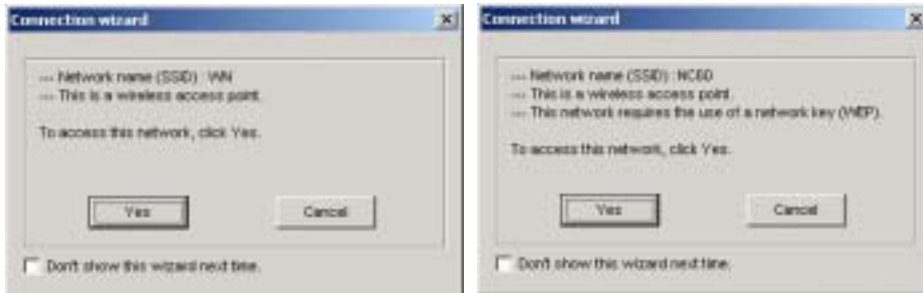 Connection wizard
--- Network name (SSID) : WN
--- This is a wireless access point.
To access this network, click Yes.
Yes
Cancel
Don't show this wizard next time.
Connection wizard
--- Network name (SSID) : NC60
--- This is a wireless access point.
--- This network requires the use of a network key (WEP).
To access this network, click Yes.
Yes
Cancel
Don't show this wizard next time.